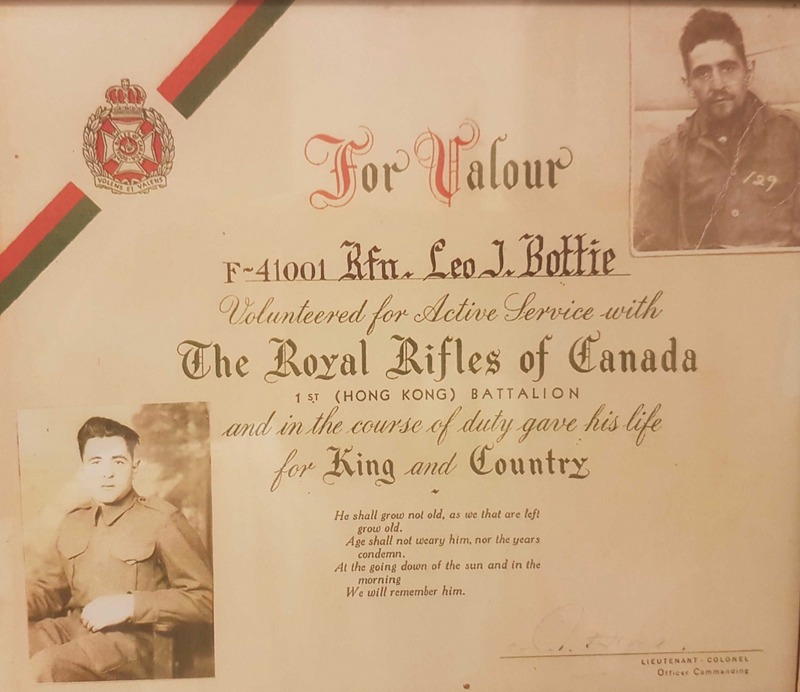 VOLENS ET VALENS
129
For Valour
F-41001 Rfn. Leo J. Bottie
Volunteered for Active Service with
The Royal Rifles of Canada
1ST (HONG KONG) BATTALION
and in the course of duty gave his life
for King and Country
He shall grow not old, as we that are left
grow old.
Age shall not weary him, nor the years
condemn.
At the going down of the sun and in the
morning
We will remember him.
LIEUTENANT-COLONEL
Officer Commanding